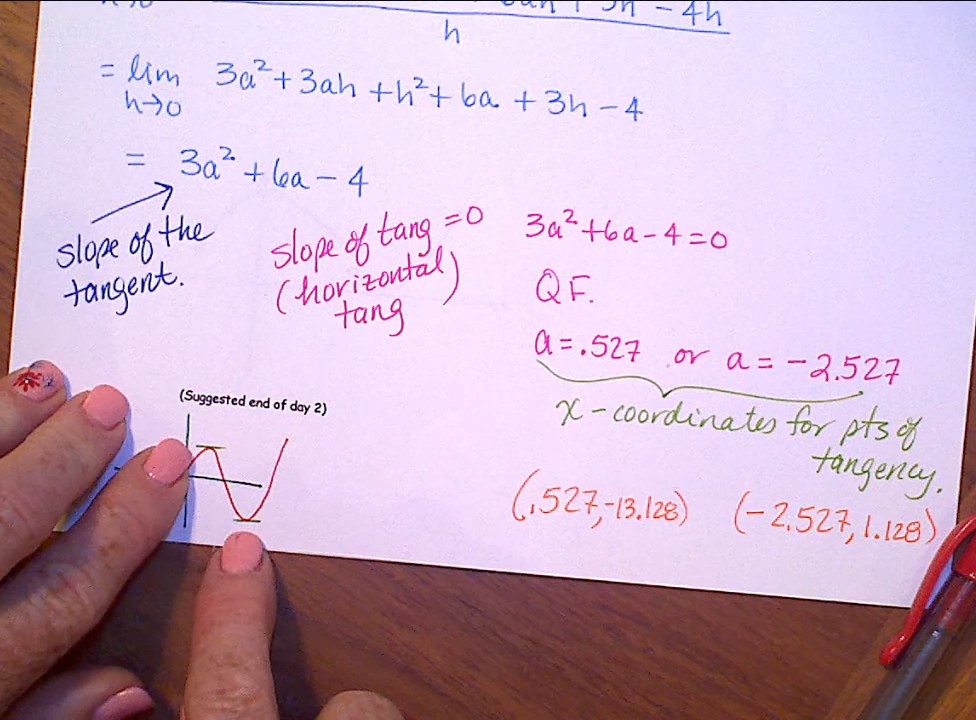 h
= lim 3a² + 3ah + h² + 6a + 3h - 4
h→0
= 3a² + 6a - 4
slope of the
tangent.
slope of tang = 0
(horizontal)
tang
3a² + 6a - 4 = 0
QF.
a = .527 or a = -2.527
x-coordinates for pts of
tangency.
(.527, -13.128) (-2.527, 1.128)
(Suggested end of day 2)